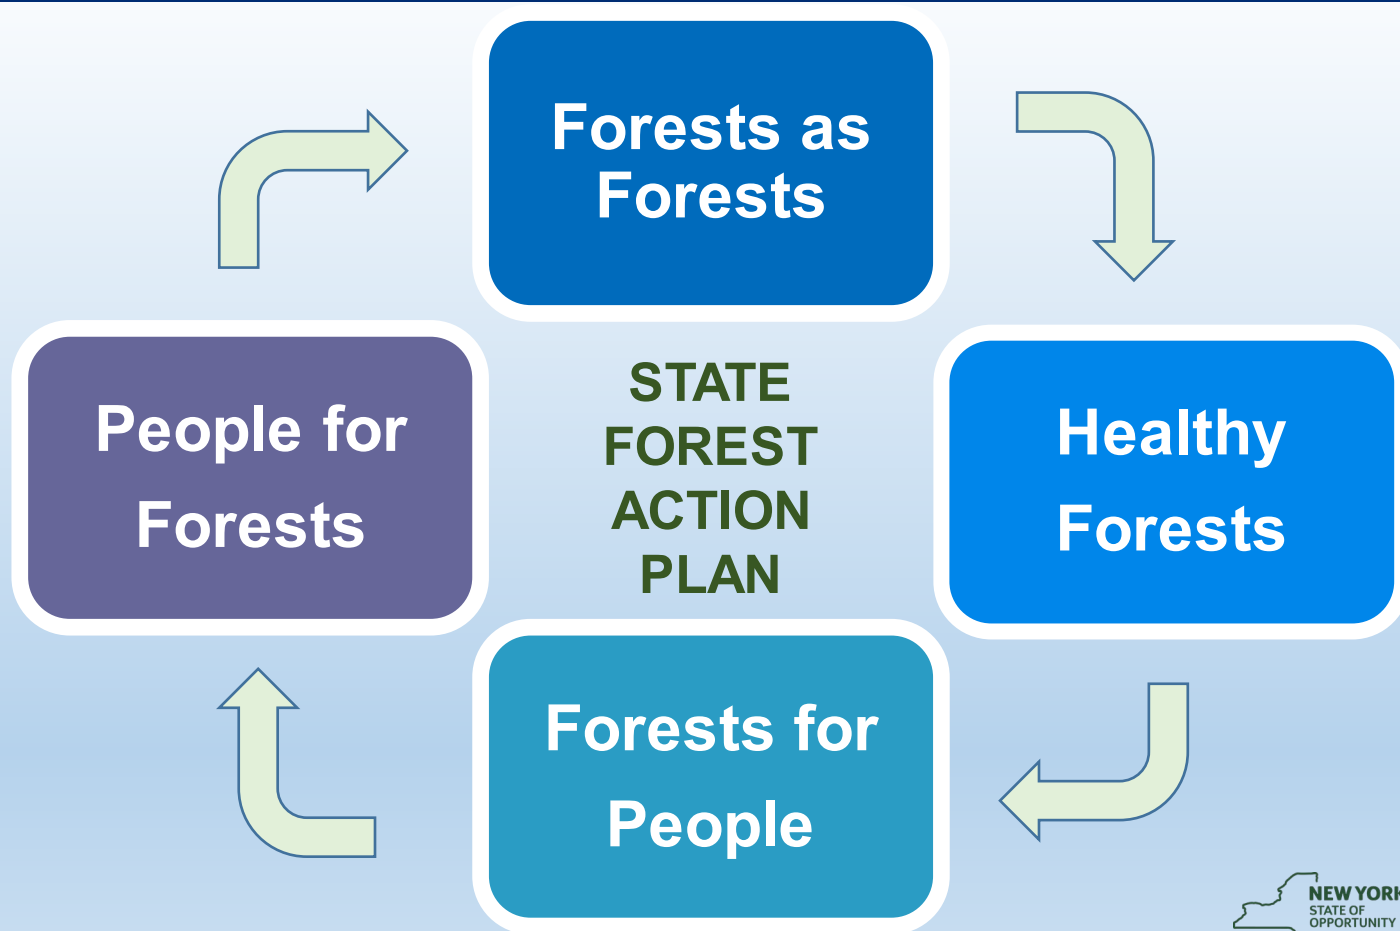 Forests as
Forests
People for
Forests
STATE
FOREST
ACTION
PLAN
Healthy
Forests
Forests for
People
NEW YORK
STATE OF
OPPORTUNITY